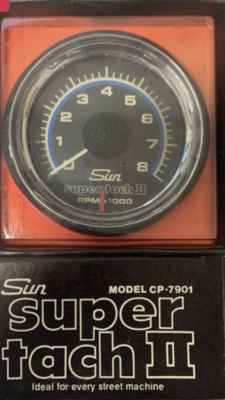 0 1 2 3 4 5 6 7 8
Sun
super tach II
RPM x 1000
Sun MODEL CP-7901
super
tach II
Ideal for every street machine